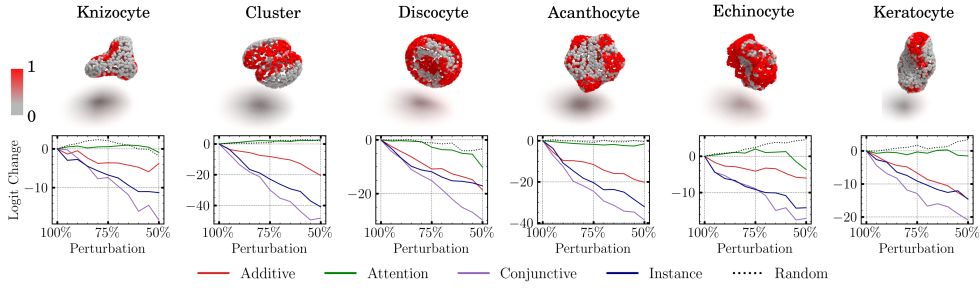 Knizocyte Cluster Discocyte Acanthocyte Echinocyte Keratocyte
1
0
Logit Change
0
−10
100% 75% 50%
Perturbation
0
−20
−40
100% 75% 50%
Perturbation
0
−20
100% 75% 50%
Perturbation
0
−20
−40
100% 75% 50%
Perturbation
0
−10
100% 75% 50%
Perturbation
0
−10
−20
100% 75% 50%
Perturbation
Additive Attention Conjunctive Instance Random